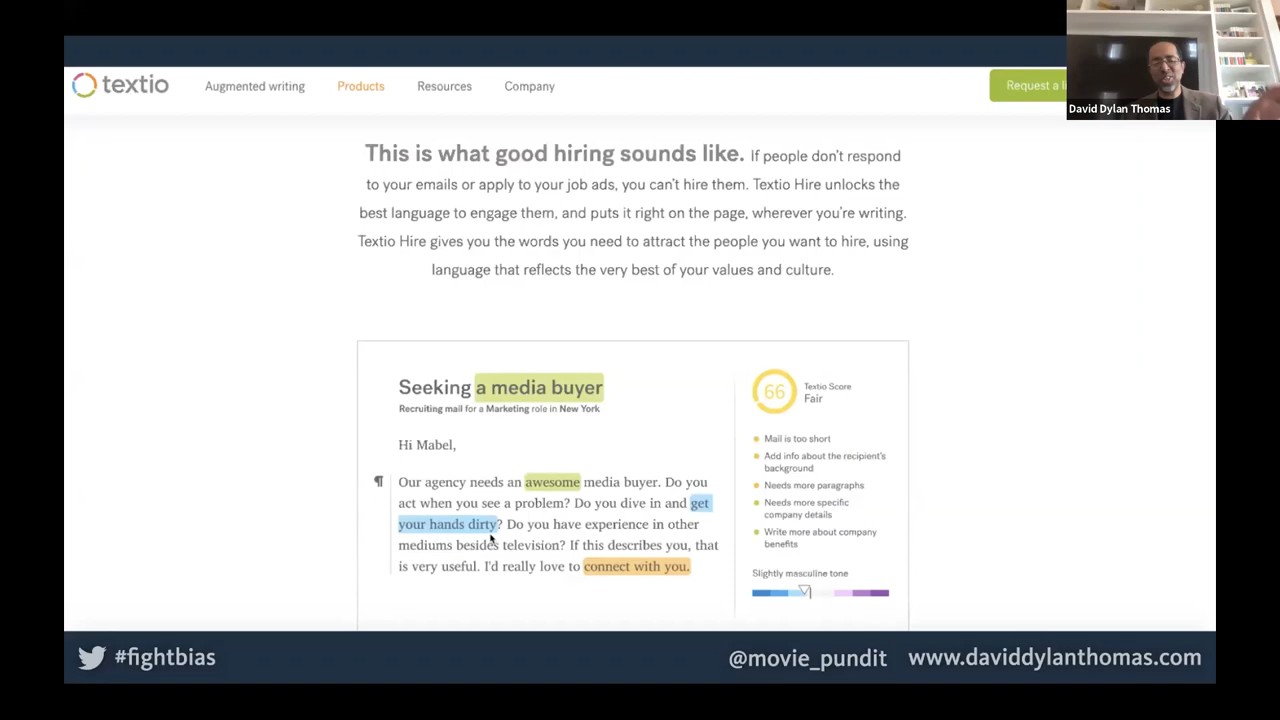 textio
Augmented writing
Products
Resources
Company
Request a
David Dylan Thomas
This is what good hiring sounds like. If people don't respond
to your emails or apply to your job ads, you can't hire them. Textio Hire unlocks the
best language to engage them, and puts it right on the page, wherever you're writing.
Textio Hire gives you the words you need to attract the people you want to hire, using
language that reflects the very best of your values and culture.
Seeking a media buyer
Recruiting mail for a Marketing role in New York
Hi Mabel,
¶ Our agency needs an awesome media buyer. Do you
act when you see a problem? Do you dive in and get
your hands dirty? Do you have experience in other
mediums besides television? If this describes you, that
is very useful. I'd really love to connect with you.
66
Textio Score
Fair
Mail is too short
Add info about the recipient's
background
Needs more paragraphs
Needs more specific
company details
Write more about company
benefits
Slightly masculine tone
#fightbias
@movie_pundit
www.daviddylanthomas.com